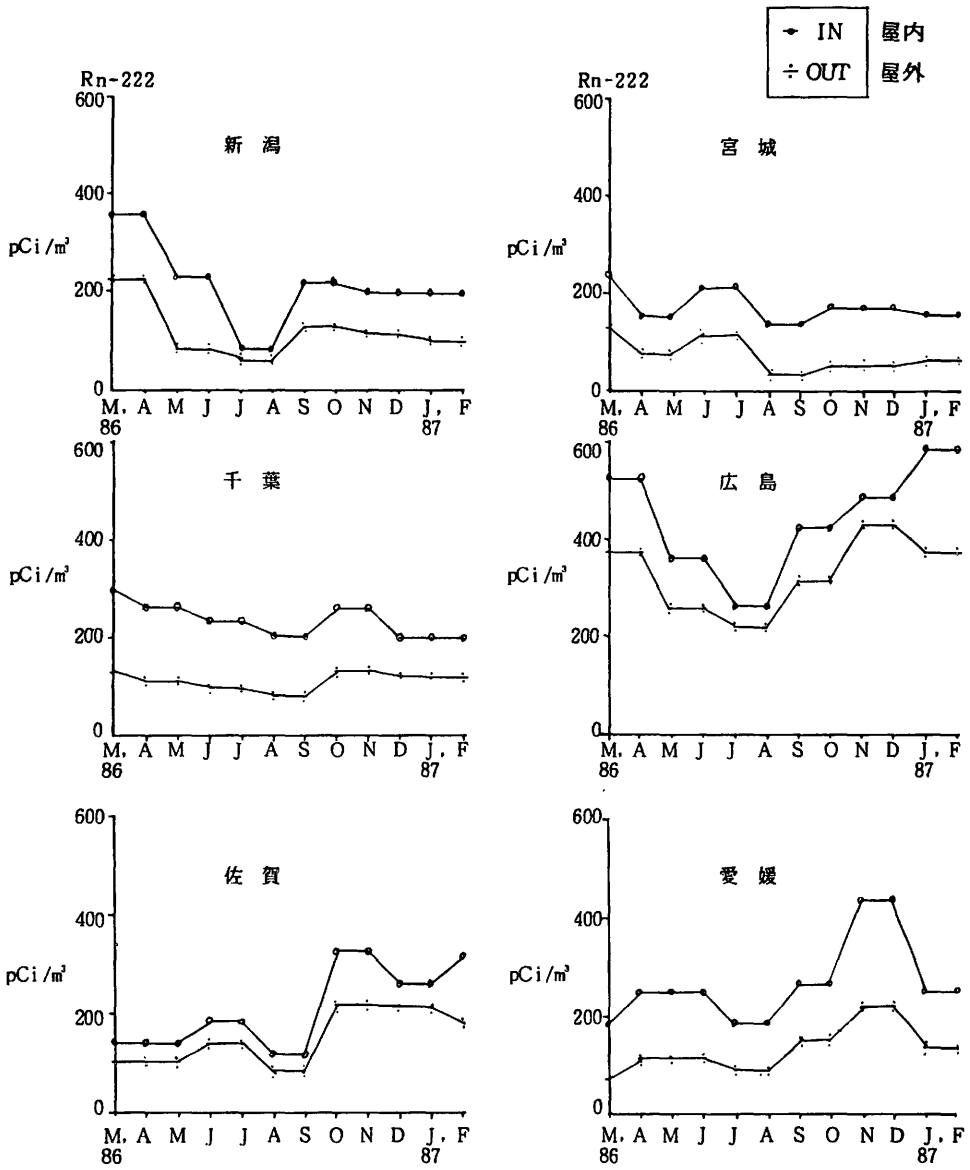 IN 屋内
OUT 屋外
Rn-222
600
新潟
400
pCi/m³
200
0
M, A M J J A S O N D J, F
86 87
Rn-222
600
宮城
400
pCi/m³
200
0
M, A M J J A S O N D J, F
86 87
600
千葉
400
pCi/m³
200
0
M, A M J J A S O N D J, F
86 87
600
広島
400
pCi/m³
200
0
M, A M J J A S O N D J, F
86 87
600
佐賀
400
pCi/m³
200
0
M, A M J J A S O N D J, F
86 87
600
愛媛
400
pCi/m³
200
0
M, A M J J A S O N D J, F
86 87